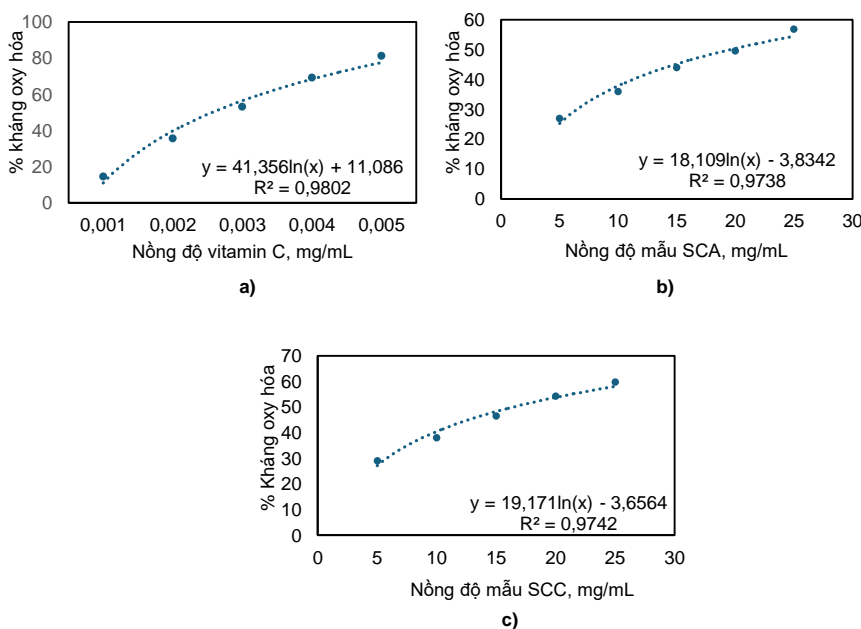 100
80
60
40
20
0
% kháng oxy hóa
y = 41,356ln(x) + 11,086
R² = 0,9802
0,001 0,002 0,003 0,004 0,005
Nồng độ vitamin C, mg/mL
a)
60
50
40
30
20
10
0
% kháng oxy hóa
y = 18,109ln(x) - 3,8342
R² = 0,9738
0 5 10 15 20 25 30
Nồng độ mẫu SCA, mg/mL
b)
70
60
50
40
30
20
10
0
% Kháng oxy hóa
y = 19,171ln(x) - 3,6564
R² = 0,9742
0 5 10 15 20 25 30
Nồng độ mẫu SCC, mg/mL
c)